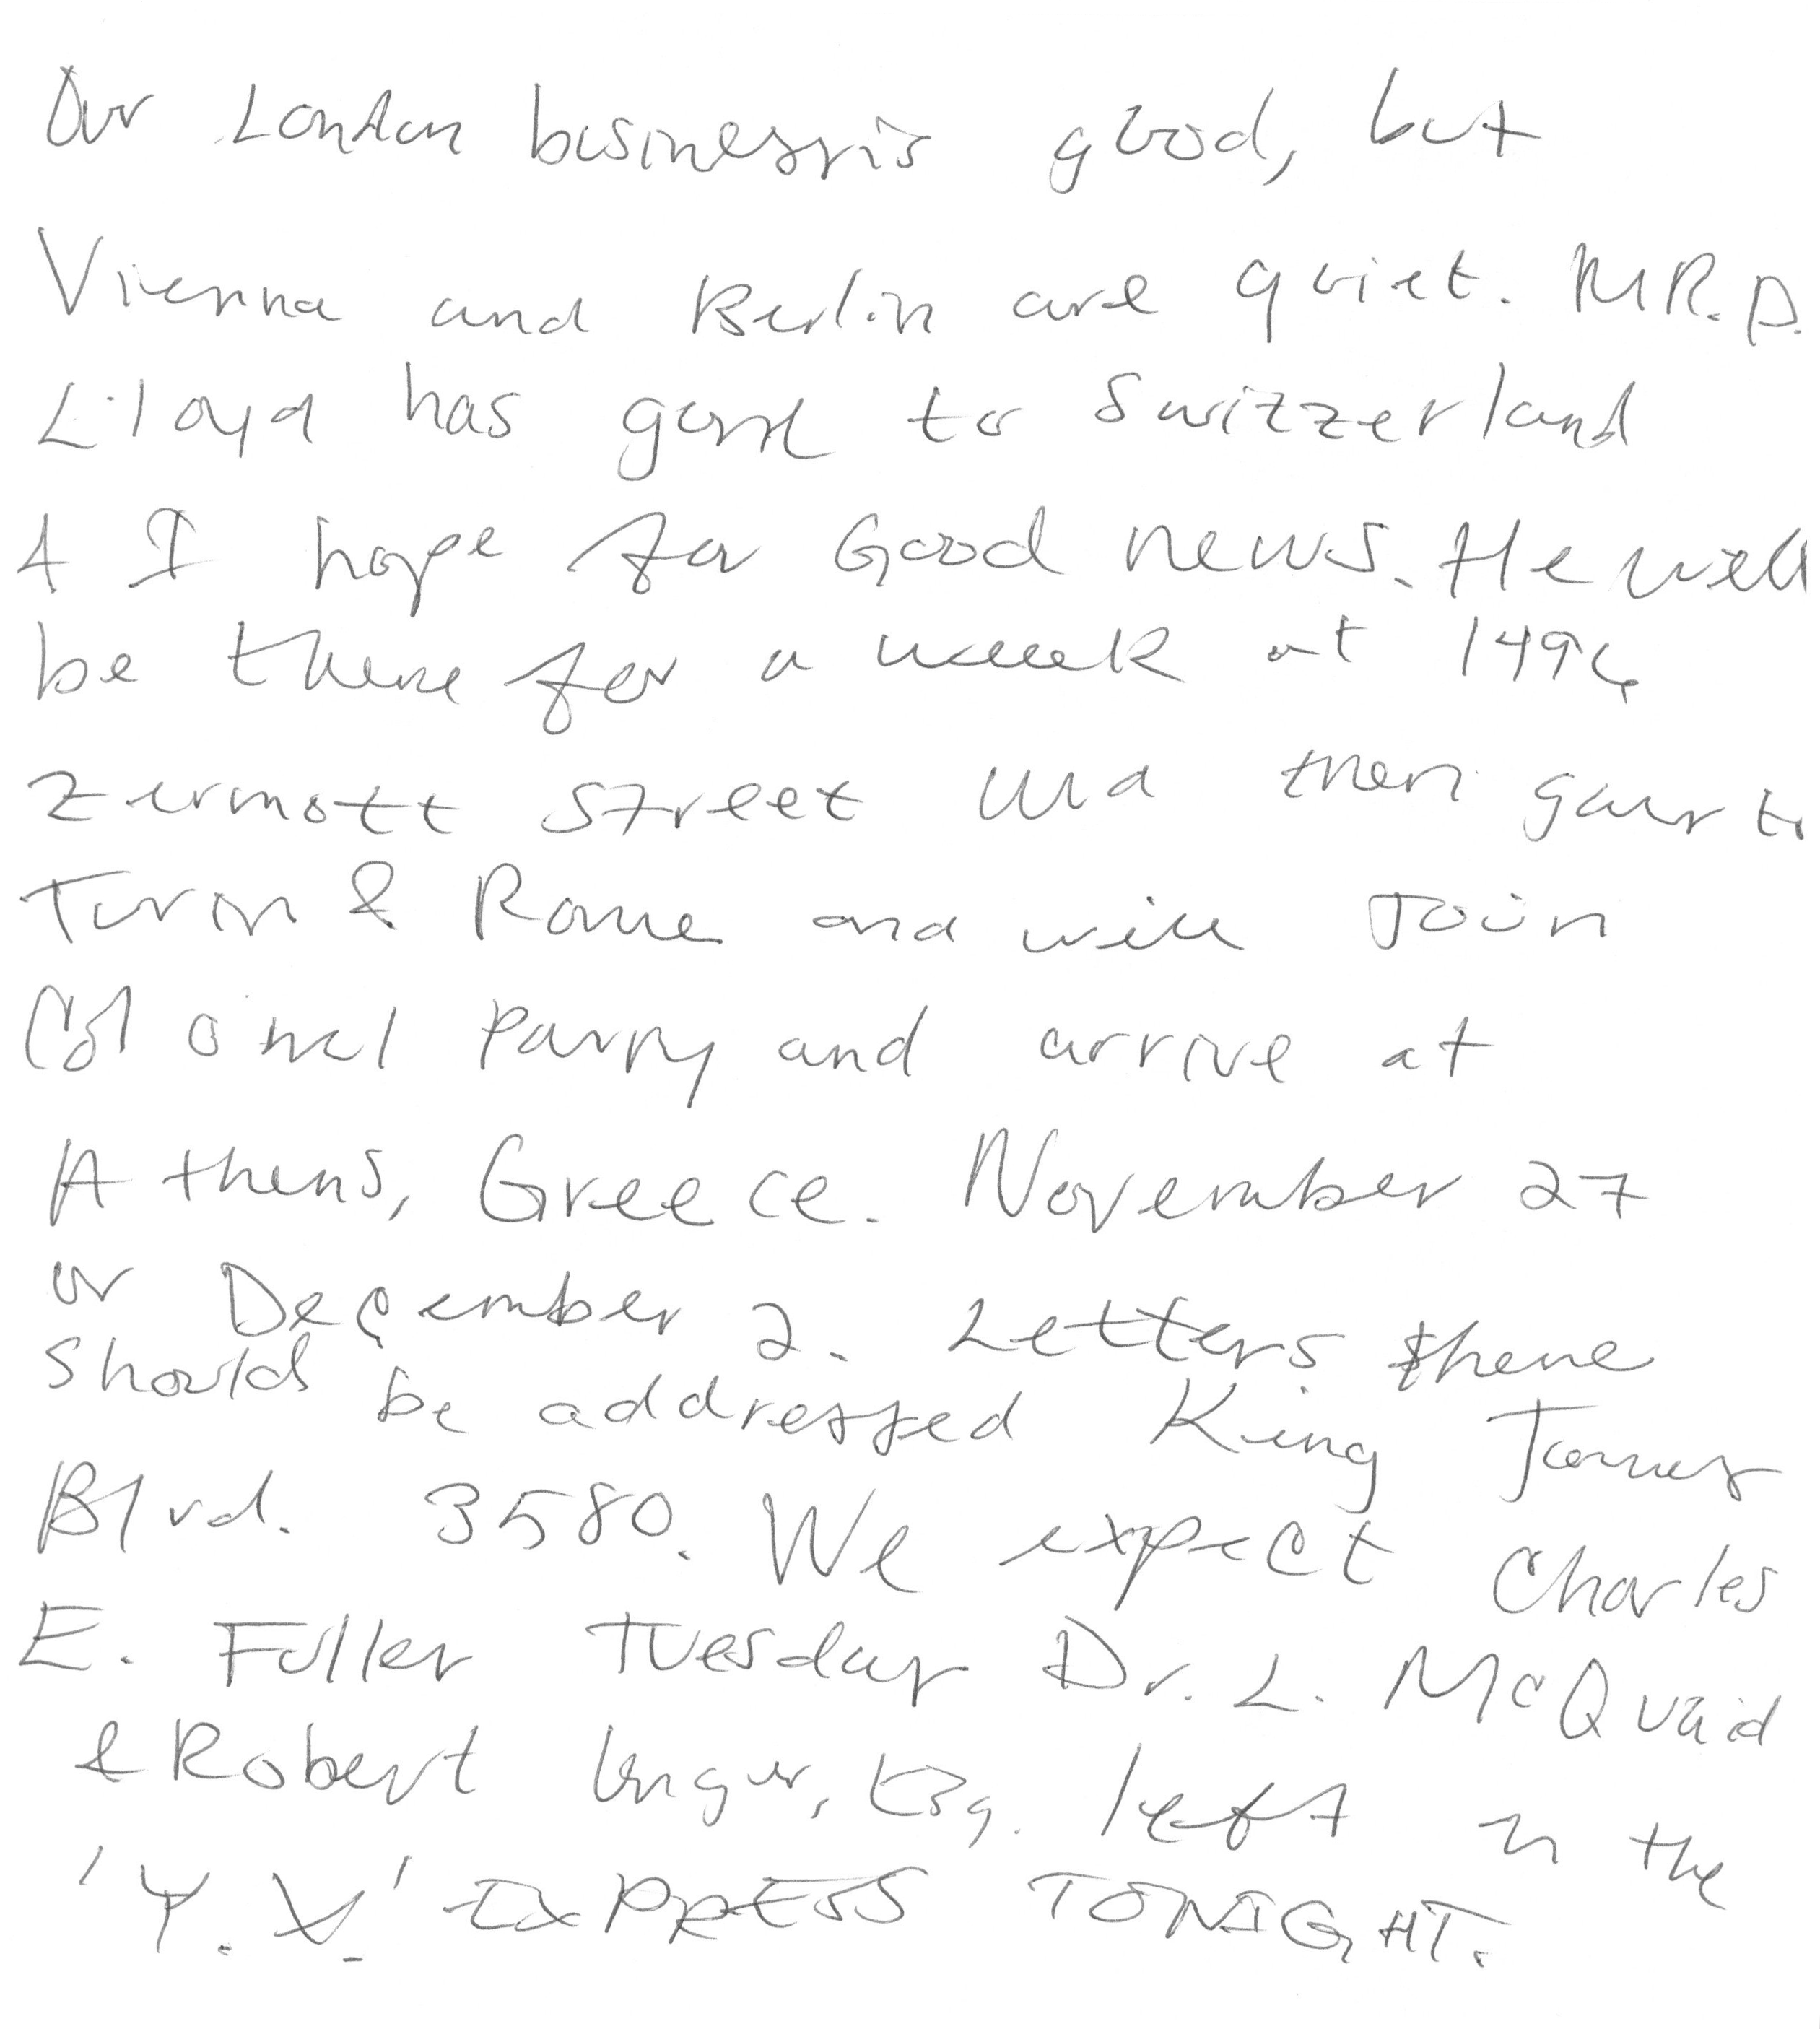 Our London business is good, but
Vienna and Berlin are quiet. MR. D.
Lloyd has gone to Swizzerland
& I hope for Good news. He will
be there for a week at 1496
Zermott Street and then goes to
Turin & Rome and will Join
Colonel Parry and arrive at
Athens, Greece. November 27
or December 2. Letters there
should be addressed King James
Blvd. 3580. We expect Charles
E. Fuller Tuesday Dr. L. McQuaid
& Robert Unger, Esq. left on the
'Y. X.' EXPRESS TONIGHT.